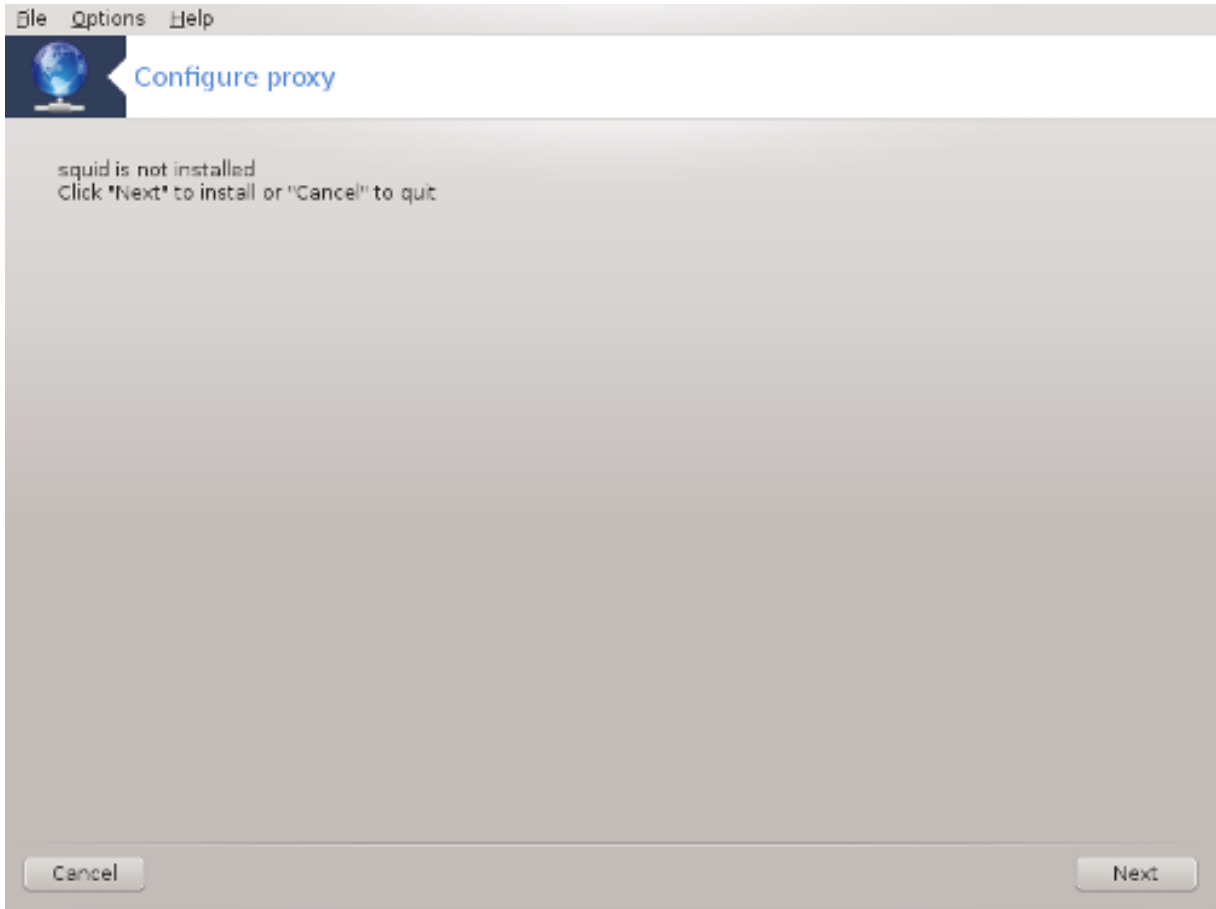 File Options Help
Configure proxy
squid is not installed
Click "Next" to install or "Cancel" to quit
Cancel Next